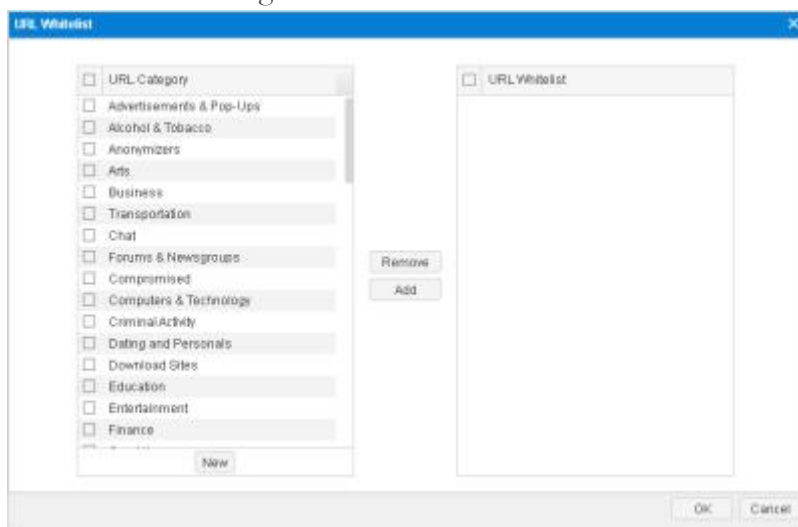 URL Whitelist
URL Category
Advertisements & Pop-Ups
Alcohol & Tobacco
Anonymizers
Arts
Business
Transportation
Chat
Forums & Newsgroups
Compromised
Computers & Technology
Criminal Activity
Dating and Personals
Download Sites
Education
Entertainment
Finance
New
Remove
Add
URL Whitelist
OK
Cancel